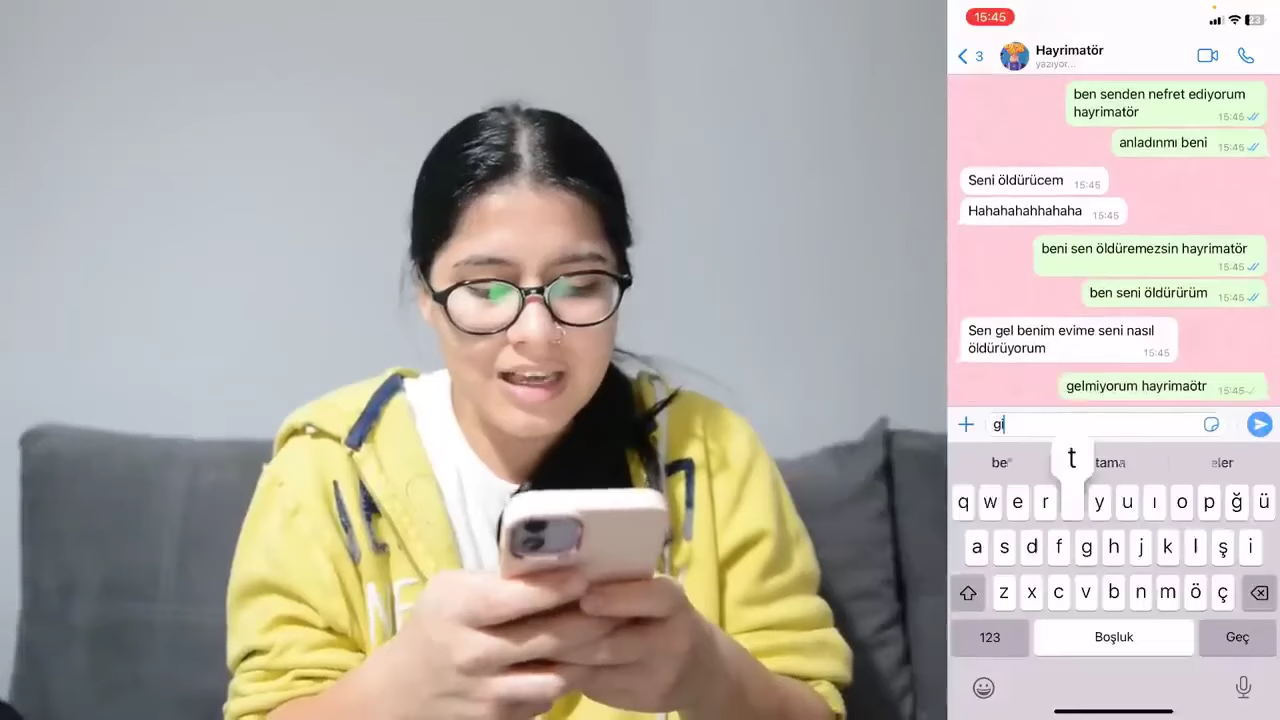 15:45
23
3
Hayrimatör
yazıyor...
ben senden nefret ediyorum
hayrimatör
15:45
anladınmı beni 15:45
Seni öldürücem 15:45
Hahahahahhahaha 15:45
beni sen öldüremezsin hayrimatör
15:45
ben seni öldürürüm 15:45
Sen gel benim evime seni nasıl
öldürüyorum 15:45
gelmiyorum hayrimaötr 15:45
gi
be tama eler
t
q w e r y u ı o p ğ ü
a s d f g h j k l ş i
z x c v b n m ö ç
123 Boşluk Geç